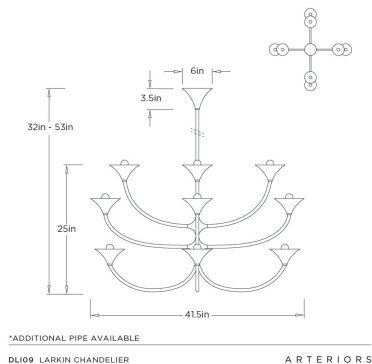 6in
3.5in
32in - 53in
25in
41.5in
*ADDITIONAL PIPE AVAILABLE
DLI09 LARKIN CHANDELIER ARTERIORS